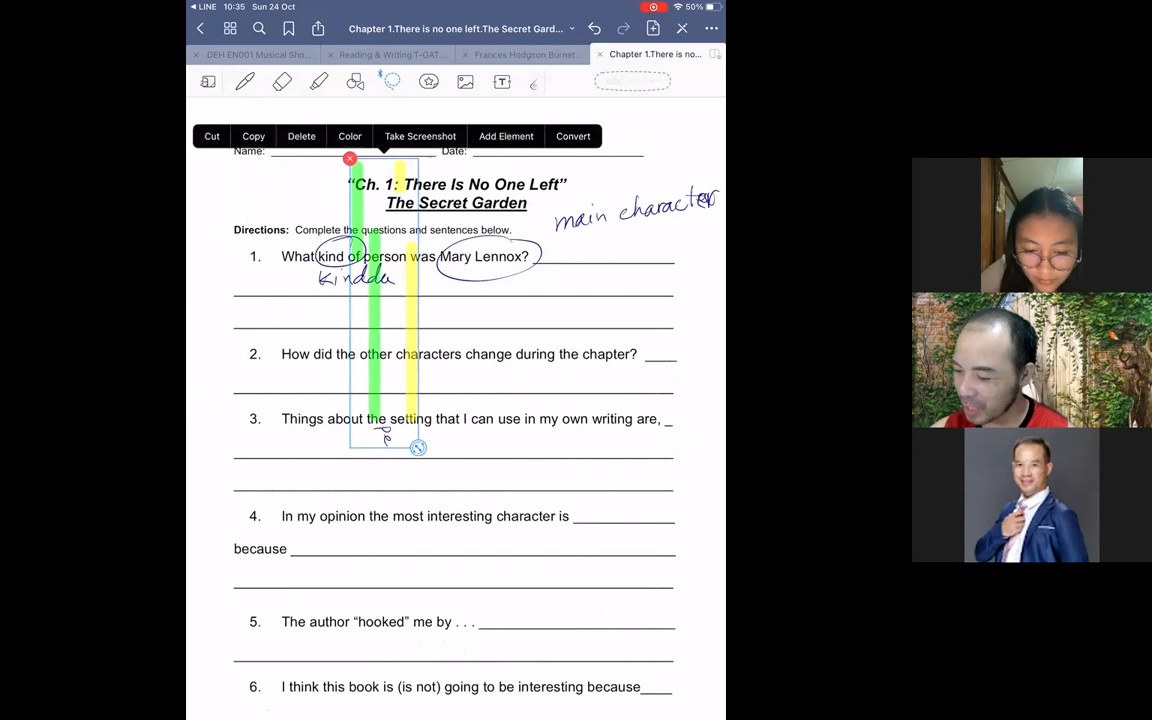 LINE 10:35 Sun 24 Oct 50%
Chapter 1.There is no one left.The Secret Gard...
DEH EN001 Musical Sho... Reading & Writing.T-GAT.... Frances Hodgson Burnet... Chapter 1.There is no...
Cut Copy Delete Color Take Screenshot Add Element Convert
Name: Date:
“Ch. 1: There Is No One Left”
The Secret Garden
main character
Directions: Complete the questions and sentences below.
1. What kind of person was Mary Lennox?
Kindda
2. How did the other characters change during the chapter?
3. Things about the setting that I can use in my own writing are,
Pe
4. In my opinion the most interesting character is
because
5. The author “hooked” me by . . .
6. I think this book is (is not) going to be interesting because